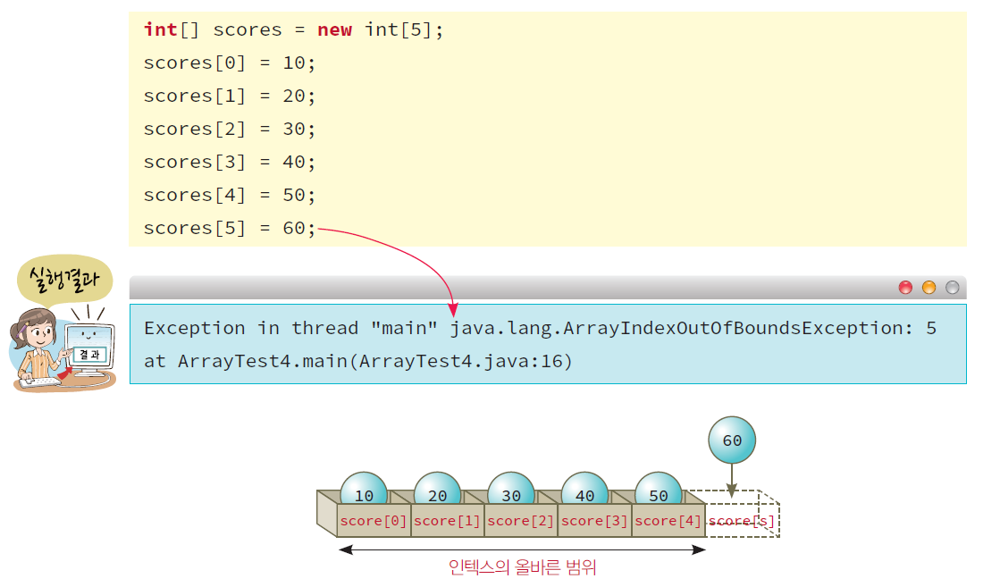 int[] scores = new int[5];
scores[0] = 10;
scores[1] = 20;
scores[2] = 30;
scores[3] = 40;
scores[4] = 50;
scores[5] = 60;
실행결과
결과
Exception in thread "main" java.lang.ArrayIndexOutOfBoundsException: 5
at ArrayTest4.main(ArrayTest4.java:16)
60
10 20 30 40 50
score[0] score[1] score[2] score[3] score[4] score[s]
인텍스의 올바른 범위